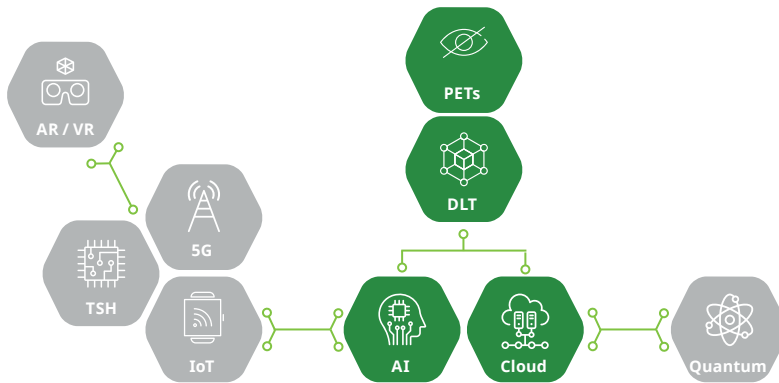 PETs
AR / VR
DLT
5G
TSH
IoT
AI
Cloud
Quantum